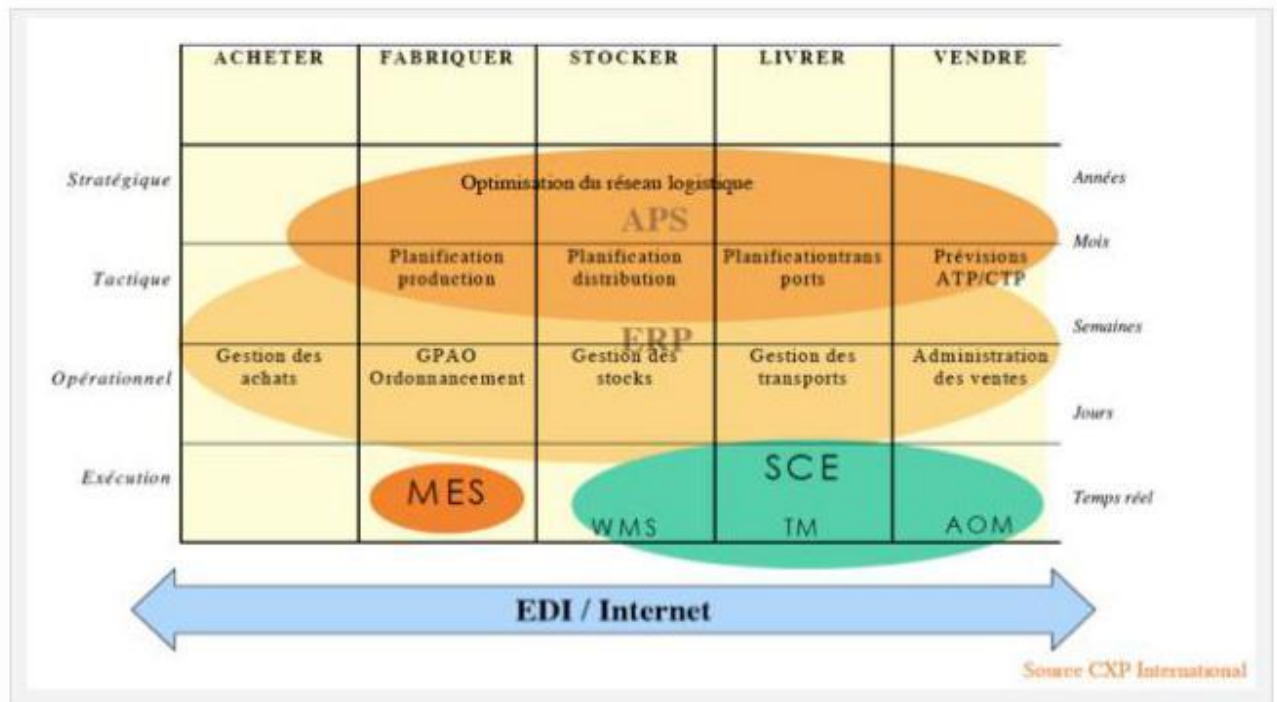 ACHETER FABRIQUER STOCKER LIVRER VENDRE
Stratégique
Optimisation du réseau logistique
Années
APS
Mois
Tactique
Planification production
Planification distribution
Planificationtrans ports
Prévisions ATP/CTP
Semaines
ERP
Opérationnel
Gestion des achats
GPAO Ordonnancement
Gestion des stocks
Gestion des transports
Administration des ventes
Jours
Exécution
MES
SCE
WMS TM AOM
Temps réel
EDI / Internet
Source CXP International